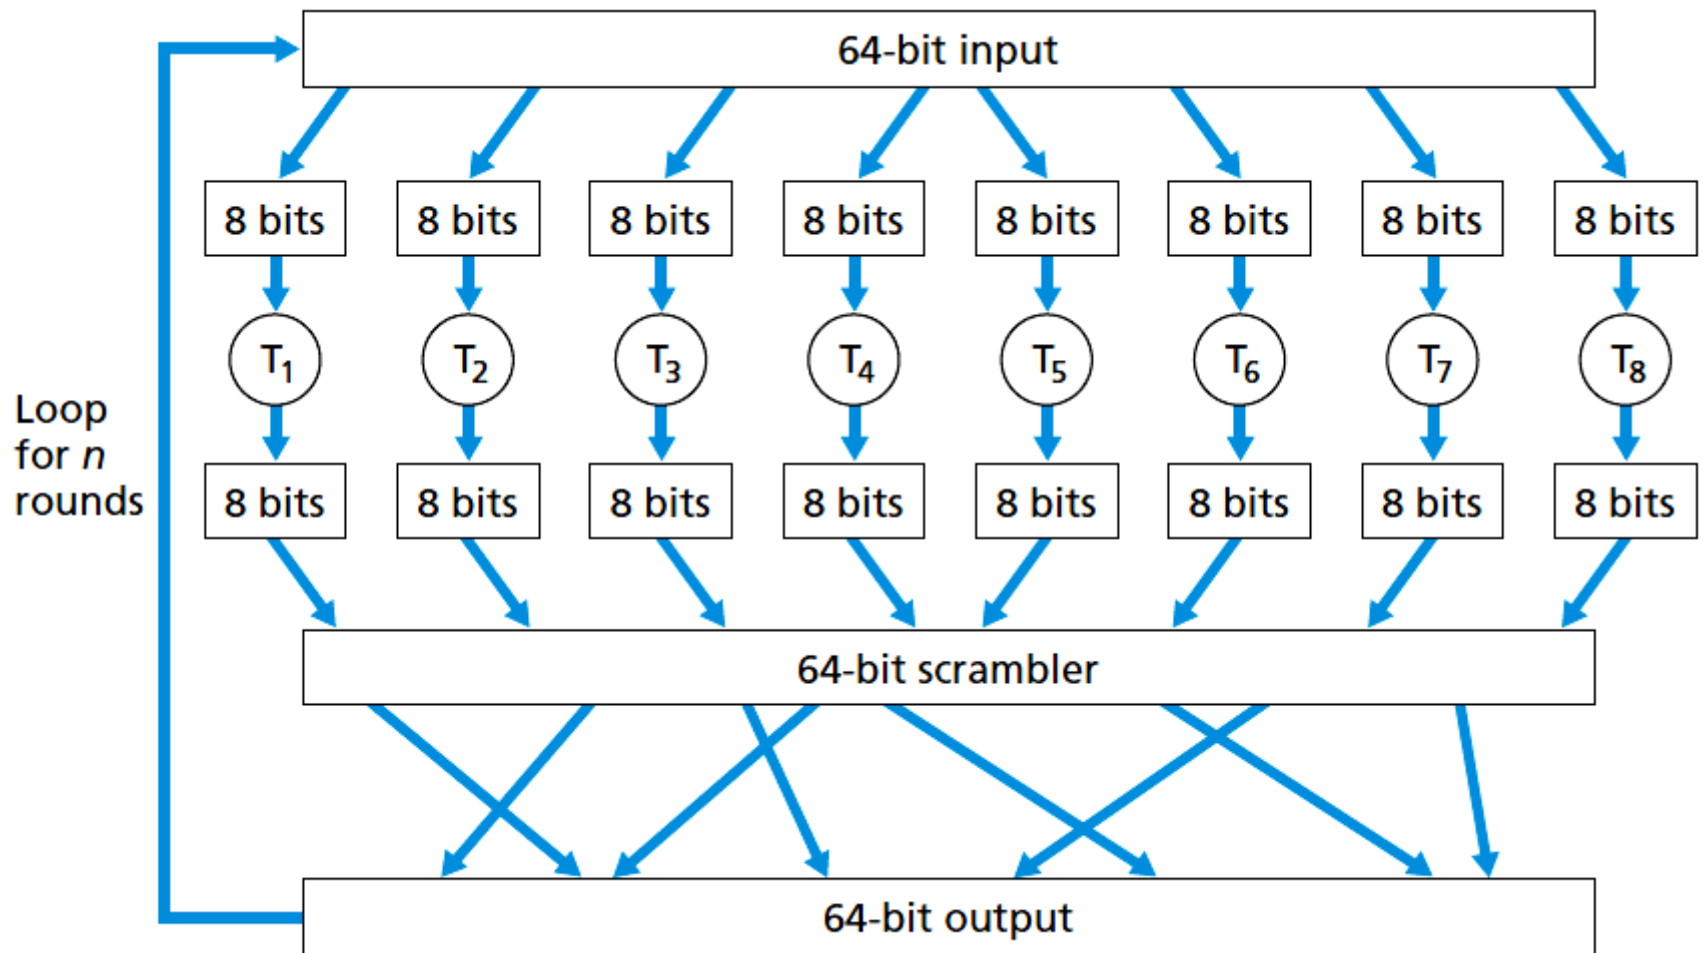 64-bit input
8 bits 8 bits 8 bits 8 bits 8 bits 8 bits 8 bits 8 bits
T1 T2 T3 T4 T5 T6 T7 T8
Loop
for n
rounds
8 bits 8 bits 8 bits 8 bits 8 bits 8 bits 8 bits 8 bits
64-bit scrambler
64-bit output